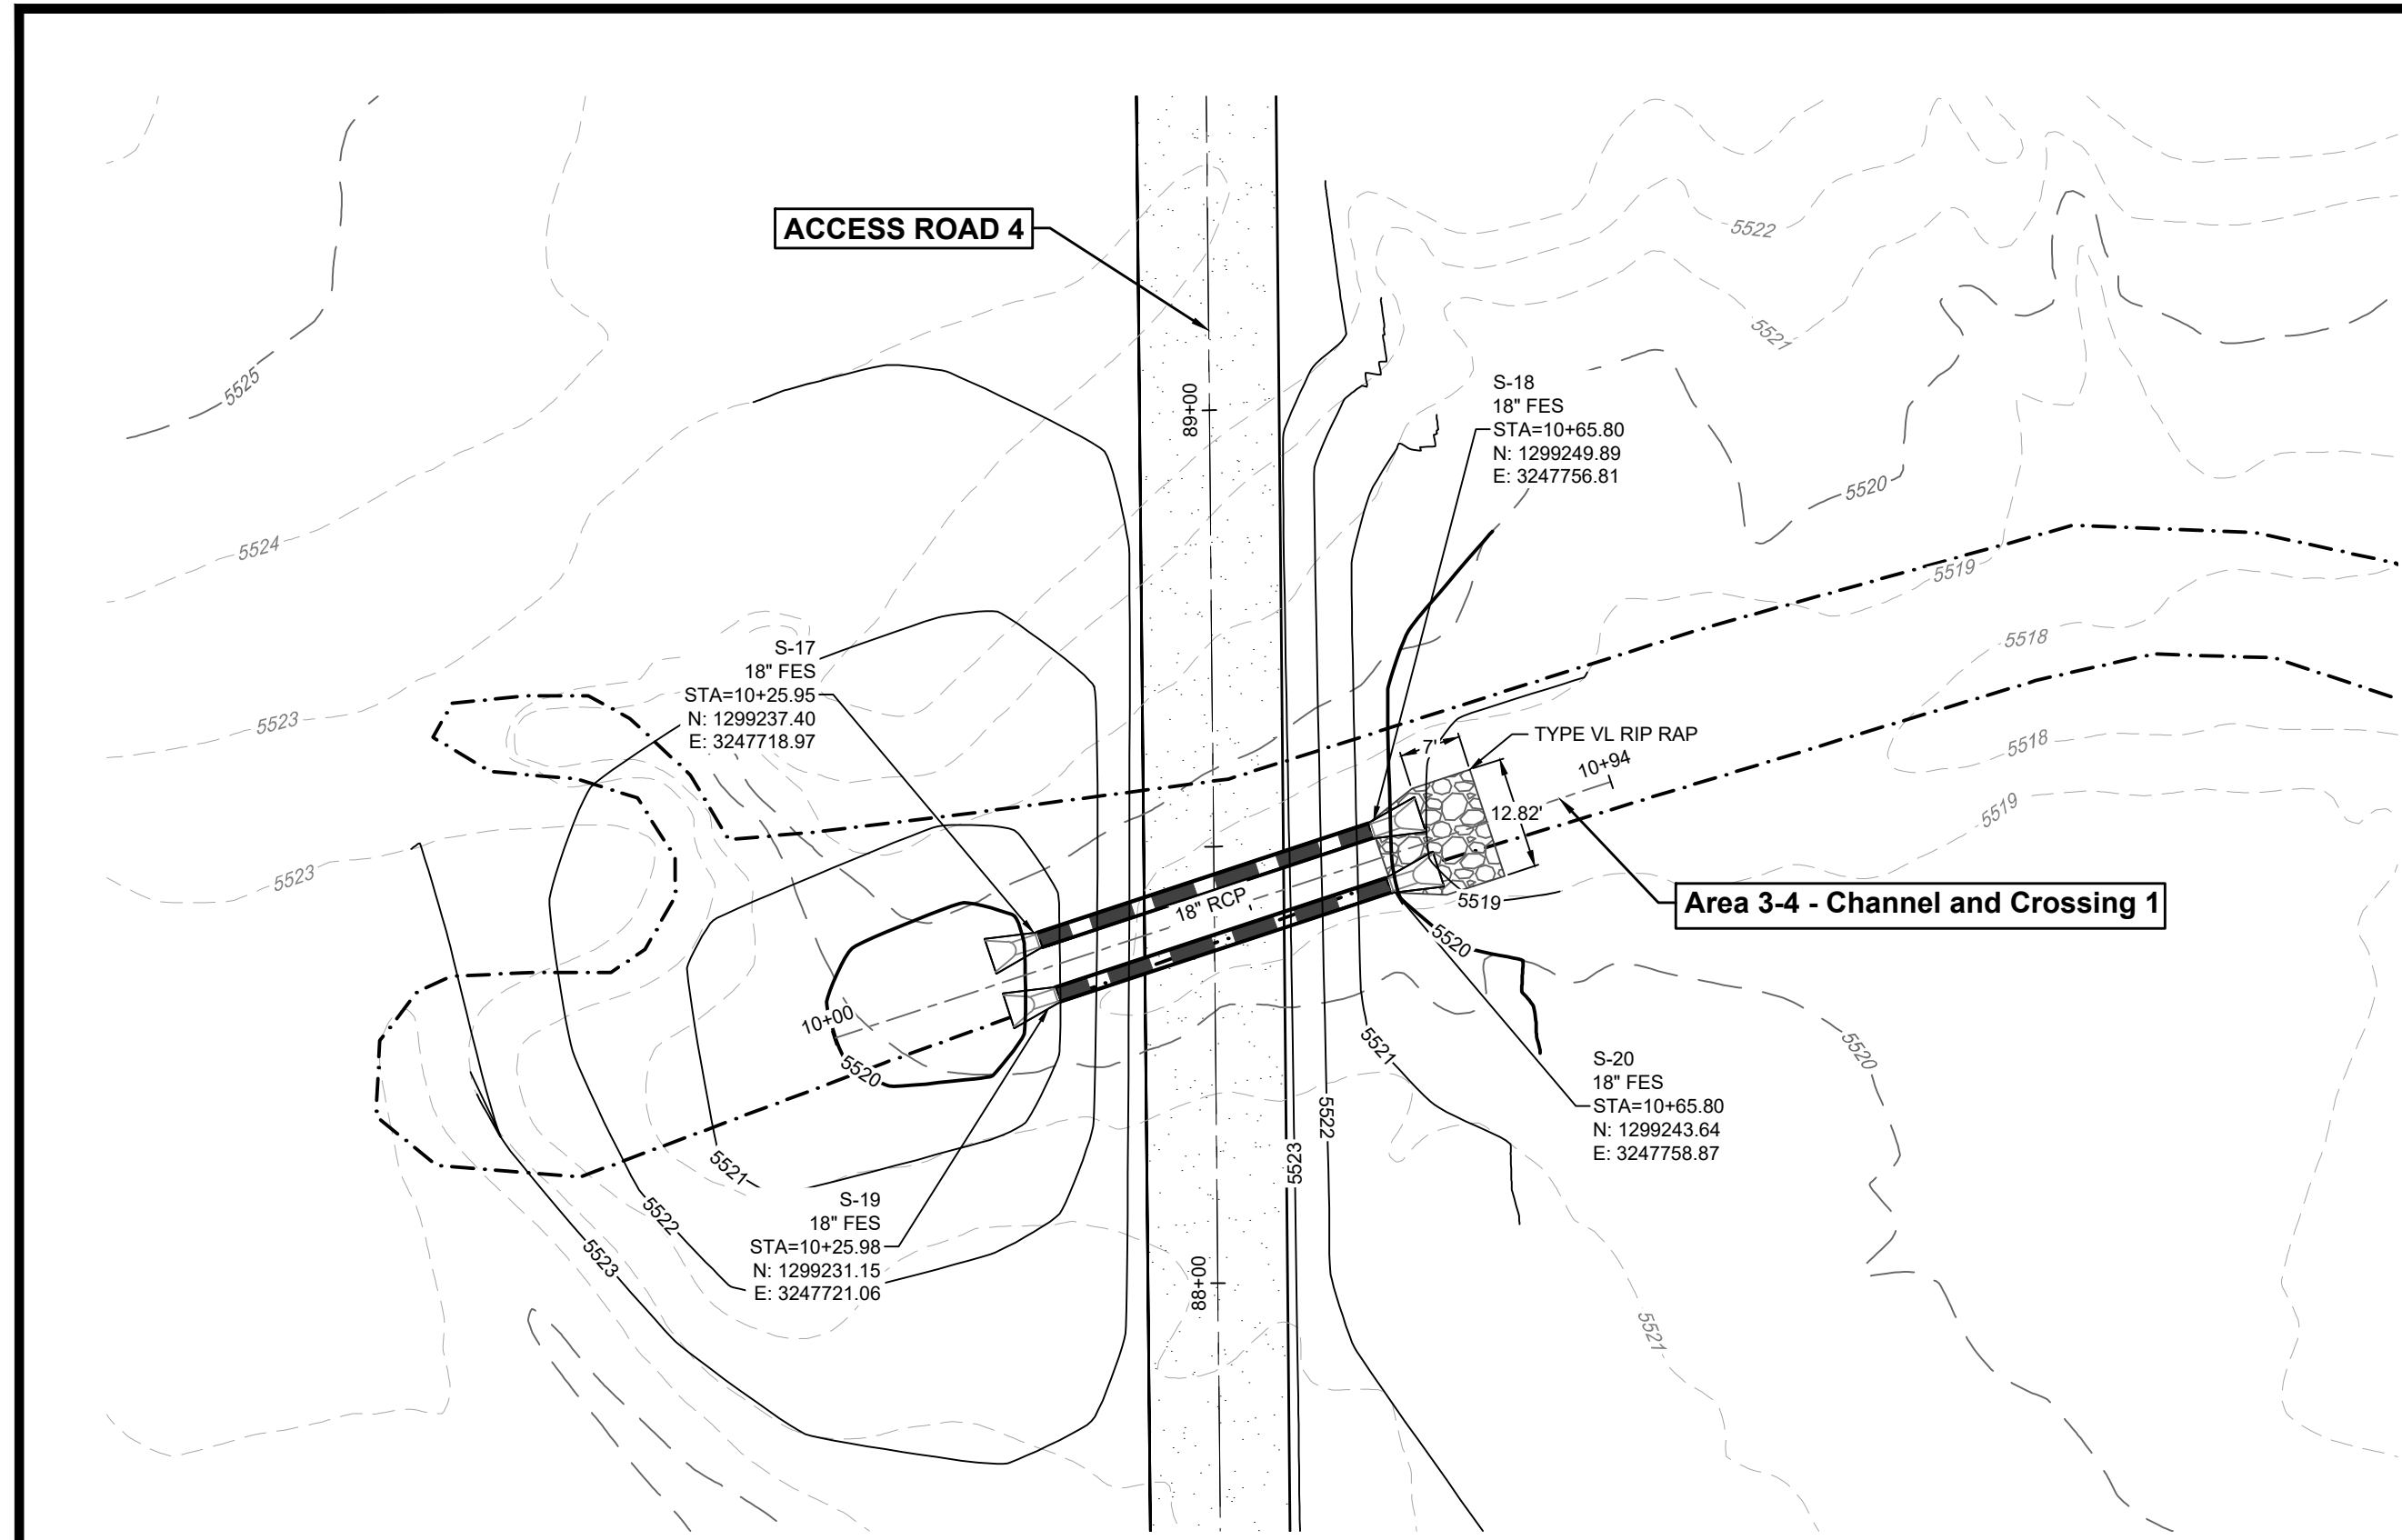 ACCESS ROAD 4
5522
5521
5525
89+00
S-18
18" FES
STA=10+65.80
N: 1299249.89
E: 3247756.81
5520
5524
5519
5518
S-17
18" FES
STA=10+25.95
N: 1299237.40
E: 3247718.97
5523
7'
TYPE VL RIP RAP
10+94
5518
12.82'
5519
5523
18" RCP
5519
Area 3-4 - Channel and Crossing 1
5520
10+00
5520
5521
5520
S-20
18" FES
STA=10+65.80
N: 1299243.64
E: 3247758.87
5522
5523
5521
S-19
18" FES
STA=10+25.98
N: 1299231.15
E: 3247721.06
5522
5523
88+00
5521